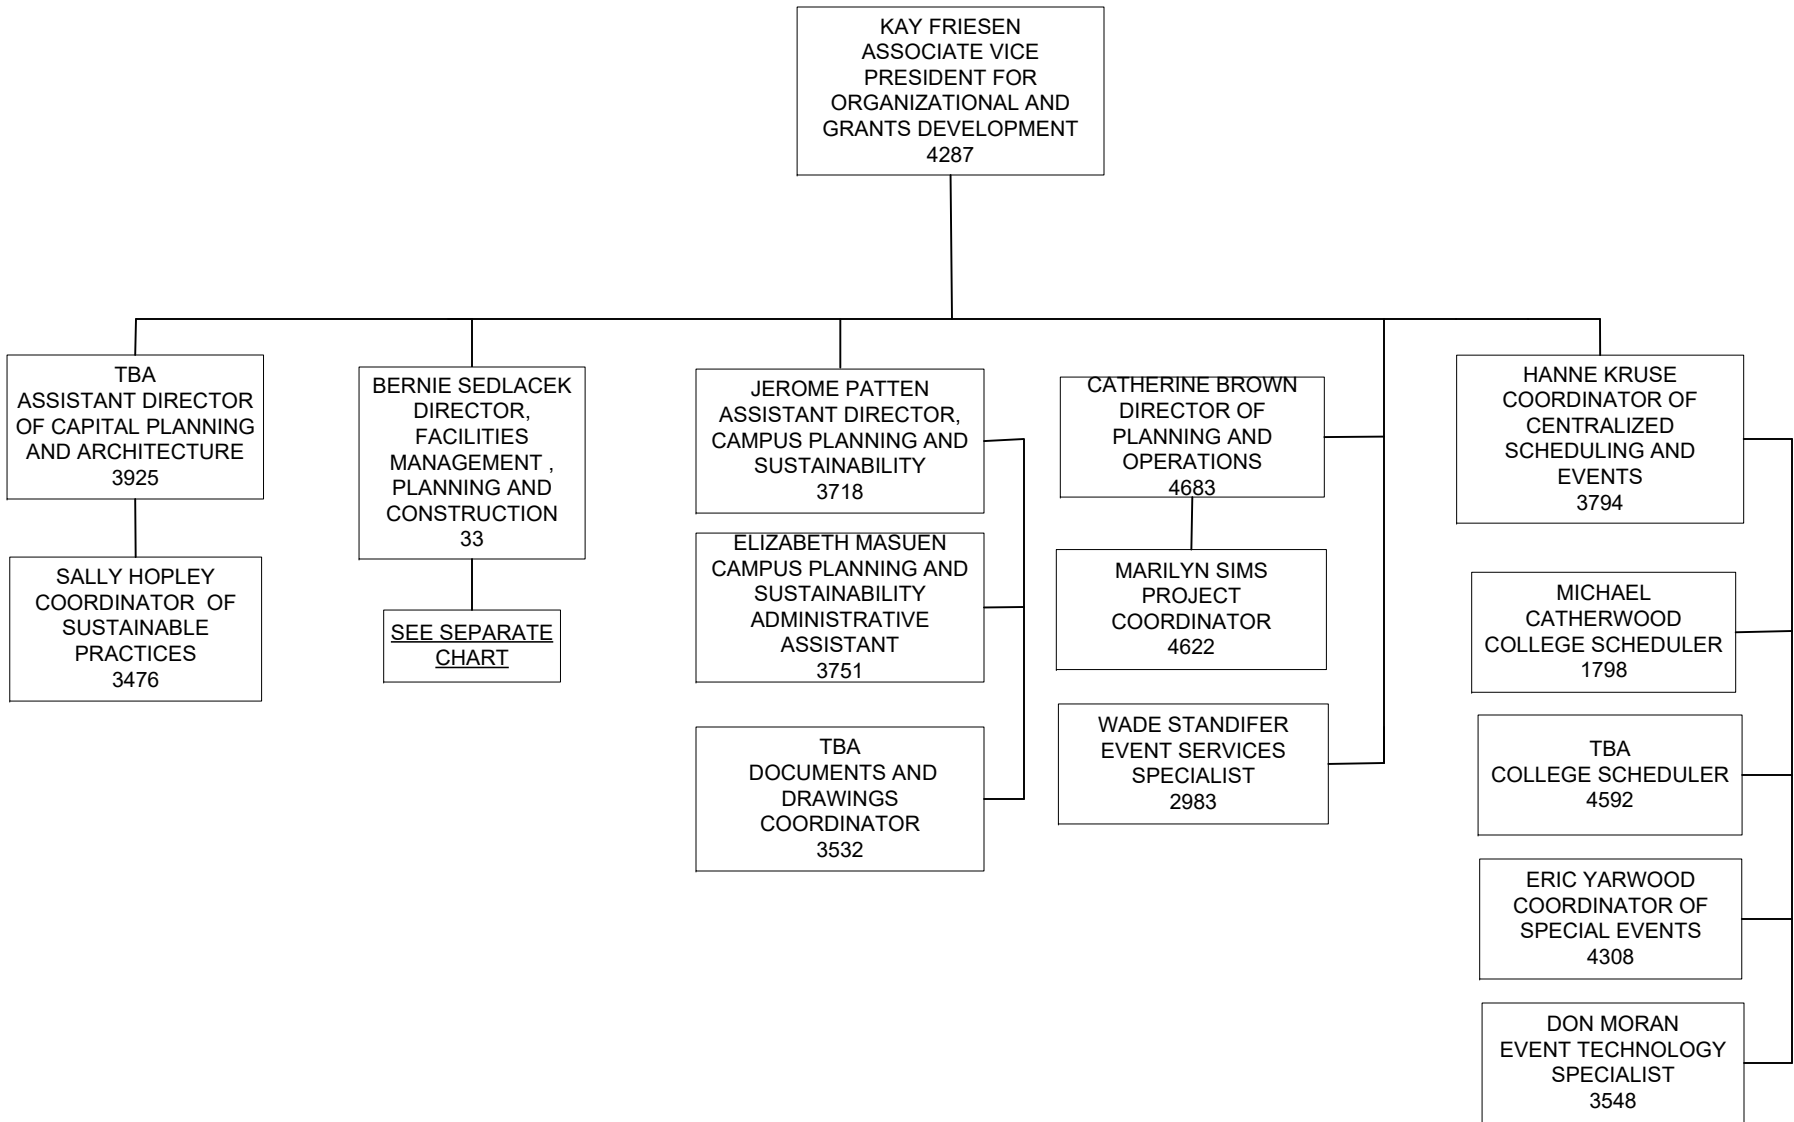 KAY FRIESEN
ASSOCIATE VICE
PRESIDENT FOR
ORGANIZATIONAL AND
GRANTS DEVELOPMENT
4287
TBA
ASSISTANT DIRECTOR
OF CAPITAL PLANNING
AND ARCHITECTURE
3925
SALLY HOPLEY
COORDINATOR OF
SUSTAINABLE
PRACTICES
3476
BERNIE SEDLACEK
DIRECTOR,
FACILITIES
MANAGEMENT ,
PLANNING AND
CONSTRUCTION
33
SEE SEPARATE
CHART
JEROME PATTEN
ASSISTANT DIRECTOR,
CAMPUS PLANNING AND
SUSTAINABILITY
3718
ELIZABETH MASUEN
CAMPUS PLANNING AND
SUSTAINABILITY
ADMINISTRATIVE
ASSISTANT
3751
TBA
DOCUMENTS AND
DRAWINGS
COORDINATOR
3532
CATHERINE BROWN
DIRECTOR OF
PLANNING AND
OPERATIONS
4683
MARILYN SIMS
PROJECT
COORDINATOR
4622
WADE STANDIFER
EVENT SERVICES
SPECIALIST
2983
HANNE KRUSE
COORDINATOR OF
CENTRALIZED
SCHEDULING AND
EVENTS
3794
MICHAEL
CATHERWOOD
COLLEGE SCHEDULER
1798
TBA
COLLEGE SCHEDULER
4592
ERIC YARWOOD
COORDINATOR OF
SPECIAL EVENTS
4308
DON MORAN
EVENT TECHNOLOGY
SPECIALIST
3548